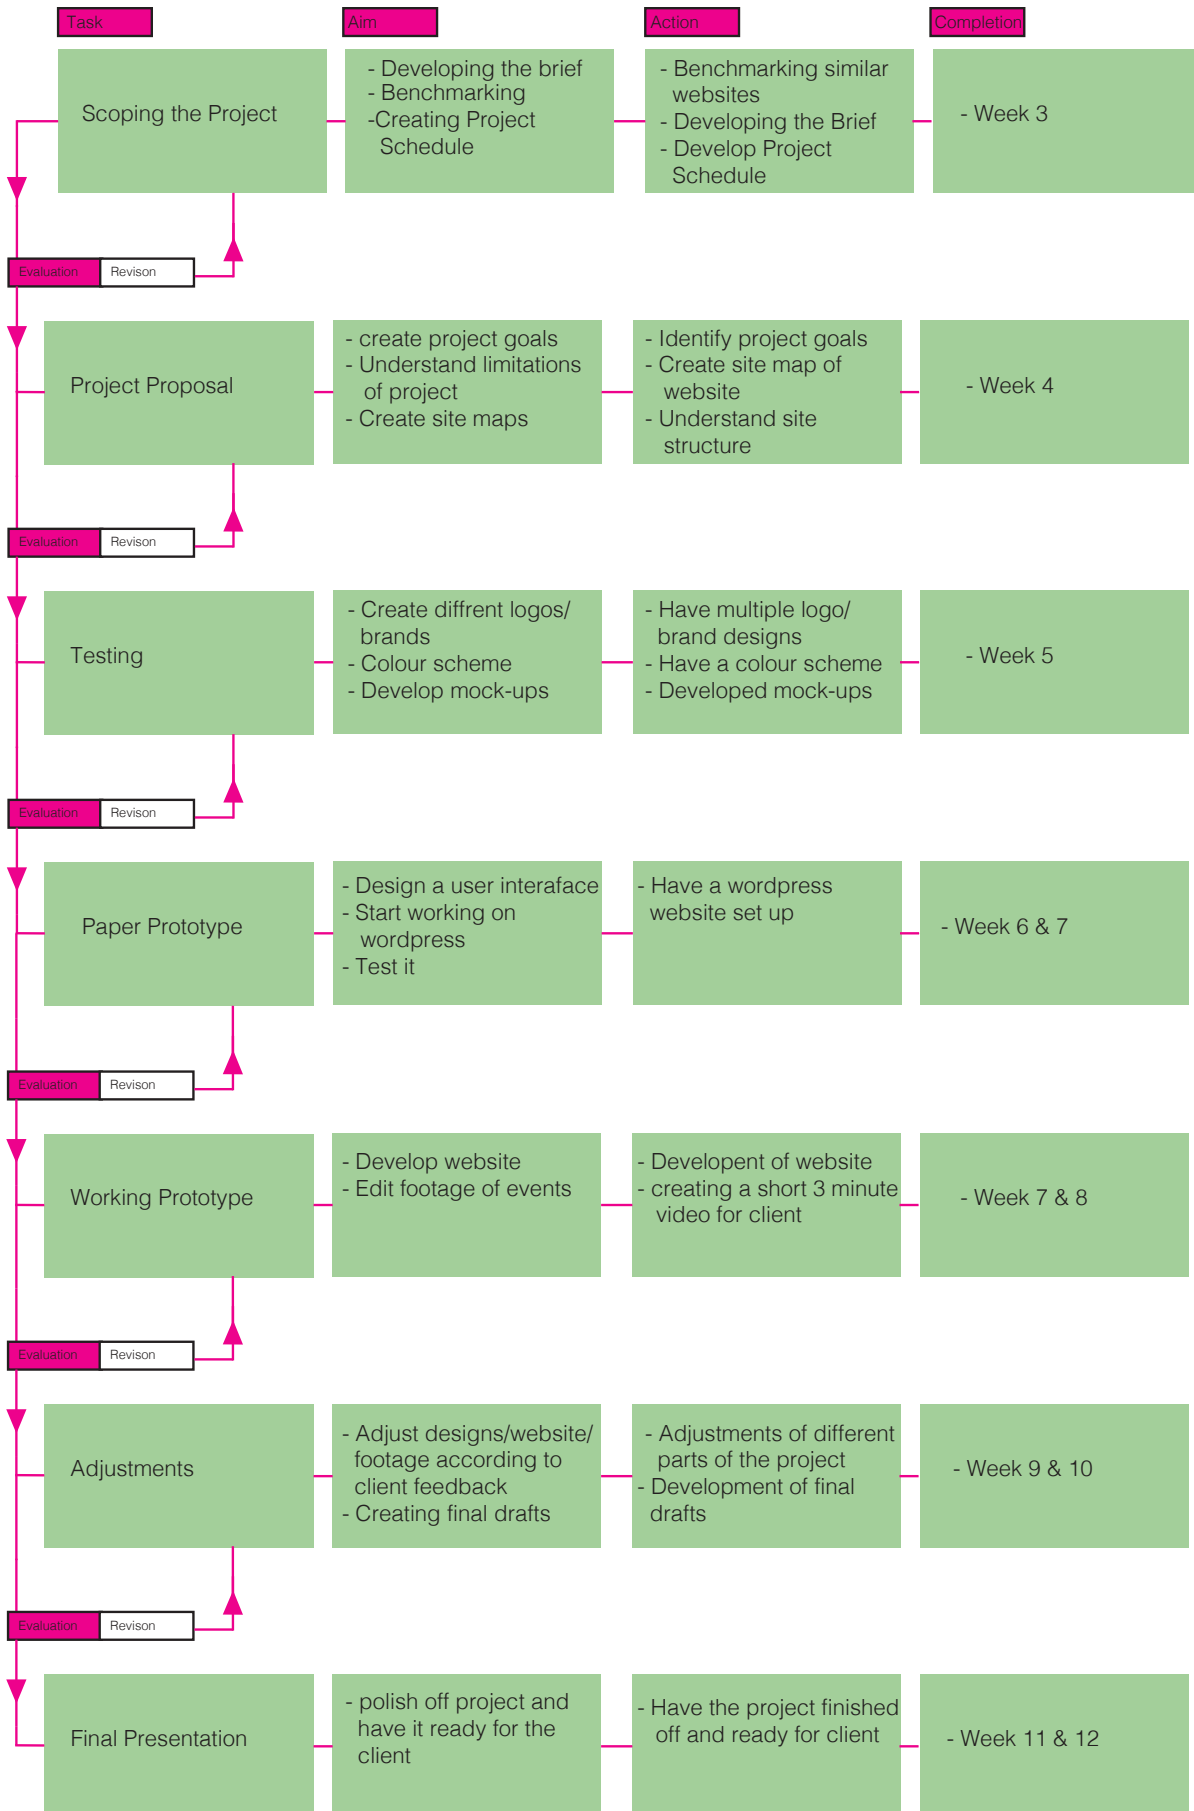 Task
Aim
Action
Completion
Scoping the Project
- Developing the brief
- Benchmarking
-Creating Project
Schedule
- Benchmarking similar
websites
- Developing the Brief
- Develop Project
Schedule
- Week 3
Evaluation
Revison
Project Proposal
- create project goals
- Understand limitations
of project
- Create site maps
- Identify project goals
- Create site map of
website
- Understand site
structure
- Week 4
Evaluation
Revison
Testing
- Create diffrent logos/
brands
- Colour scheme
- Develop mock-ups
- Have multiple logo/
brand designs
- Have a colour scheme
- Developed mock-ups
- Week 5
Evaluation
Revison
Paper Prototype
- Design a user interaface
- Start working on
wordpress
- Test it
- Have a wordpress
website set up
- Week 6 & 7
Evaluation
Revison
Working Prototype
- Develop website
- Edit footage of events
- Developent of website
- creating a short 3 minute
video for client
- Week 7 & 8
Evaluation
Revison
Adjustments
- Adjust designs/website/
footage according to
client feedback
- Creating final drafts
- Adjustments of different
parts of the project
- Development of final
drafts
- Week 9 & 10
Evaluation
Revison
Final Presentation
- polish off project and
have it ready for the
client
- Have the project finished
off and ready for client
- Week 11 & 12